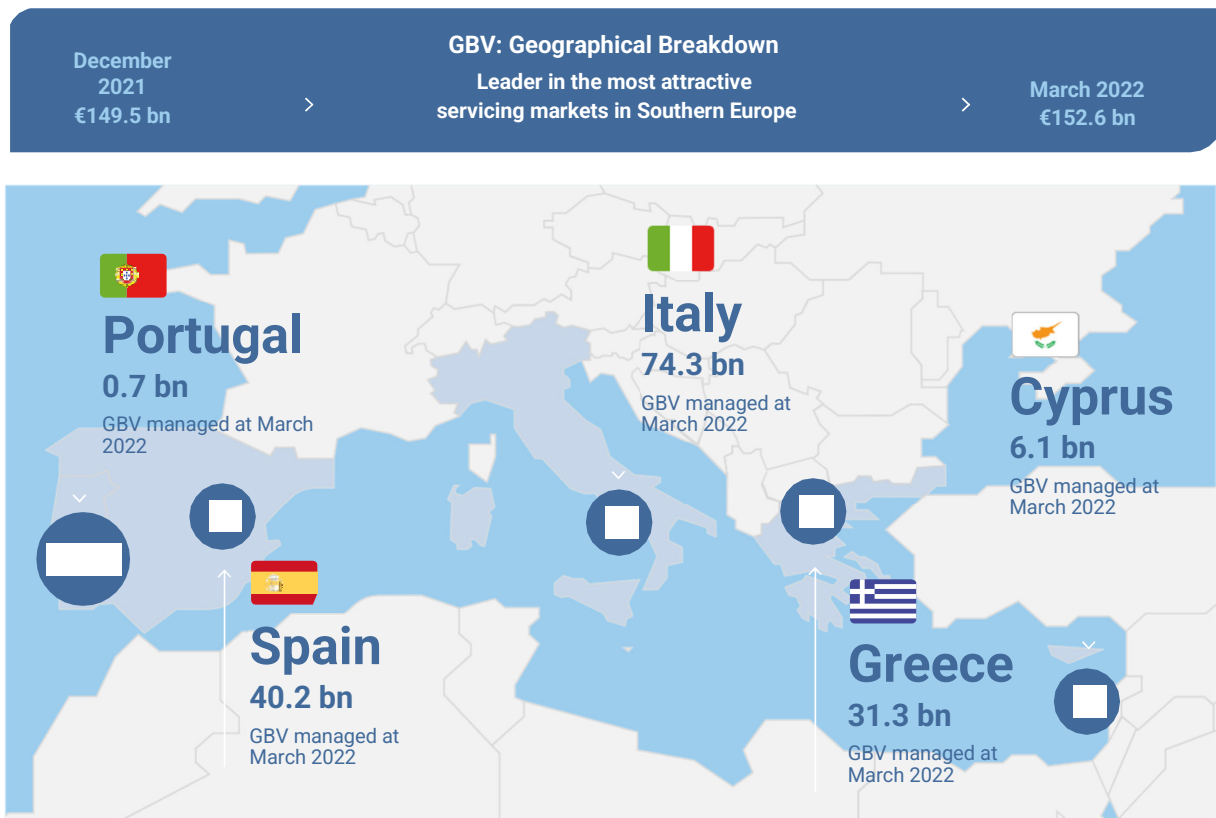 December
2021
€149.5 bn
GBV: Geographical Breakdown
Leader in the most attractive
servicing markets in Southern Europe
March 2022
€152.6 bn
Portugal
0.7 bn
GBV managed at March
2022
Italy
74.3 bn
GBV managed at
March 2022
Cyprus
6.1 bn
GBV managed at
March 2022
Spain
40.2 bn
GBV managed at
March 2022
Greece
31.3 bn
GBV managed at
March 2022